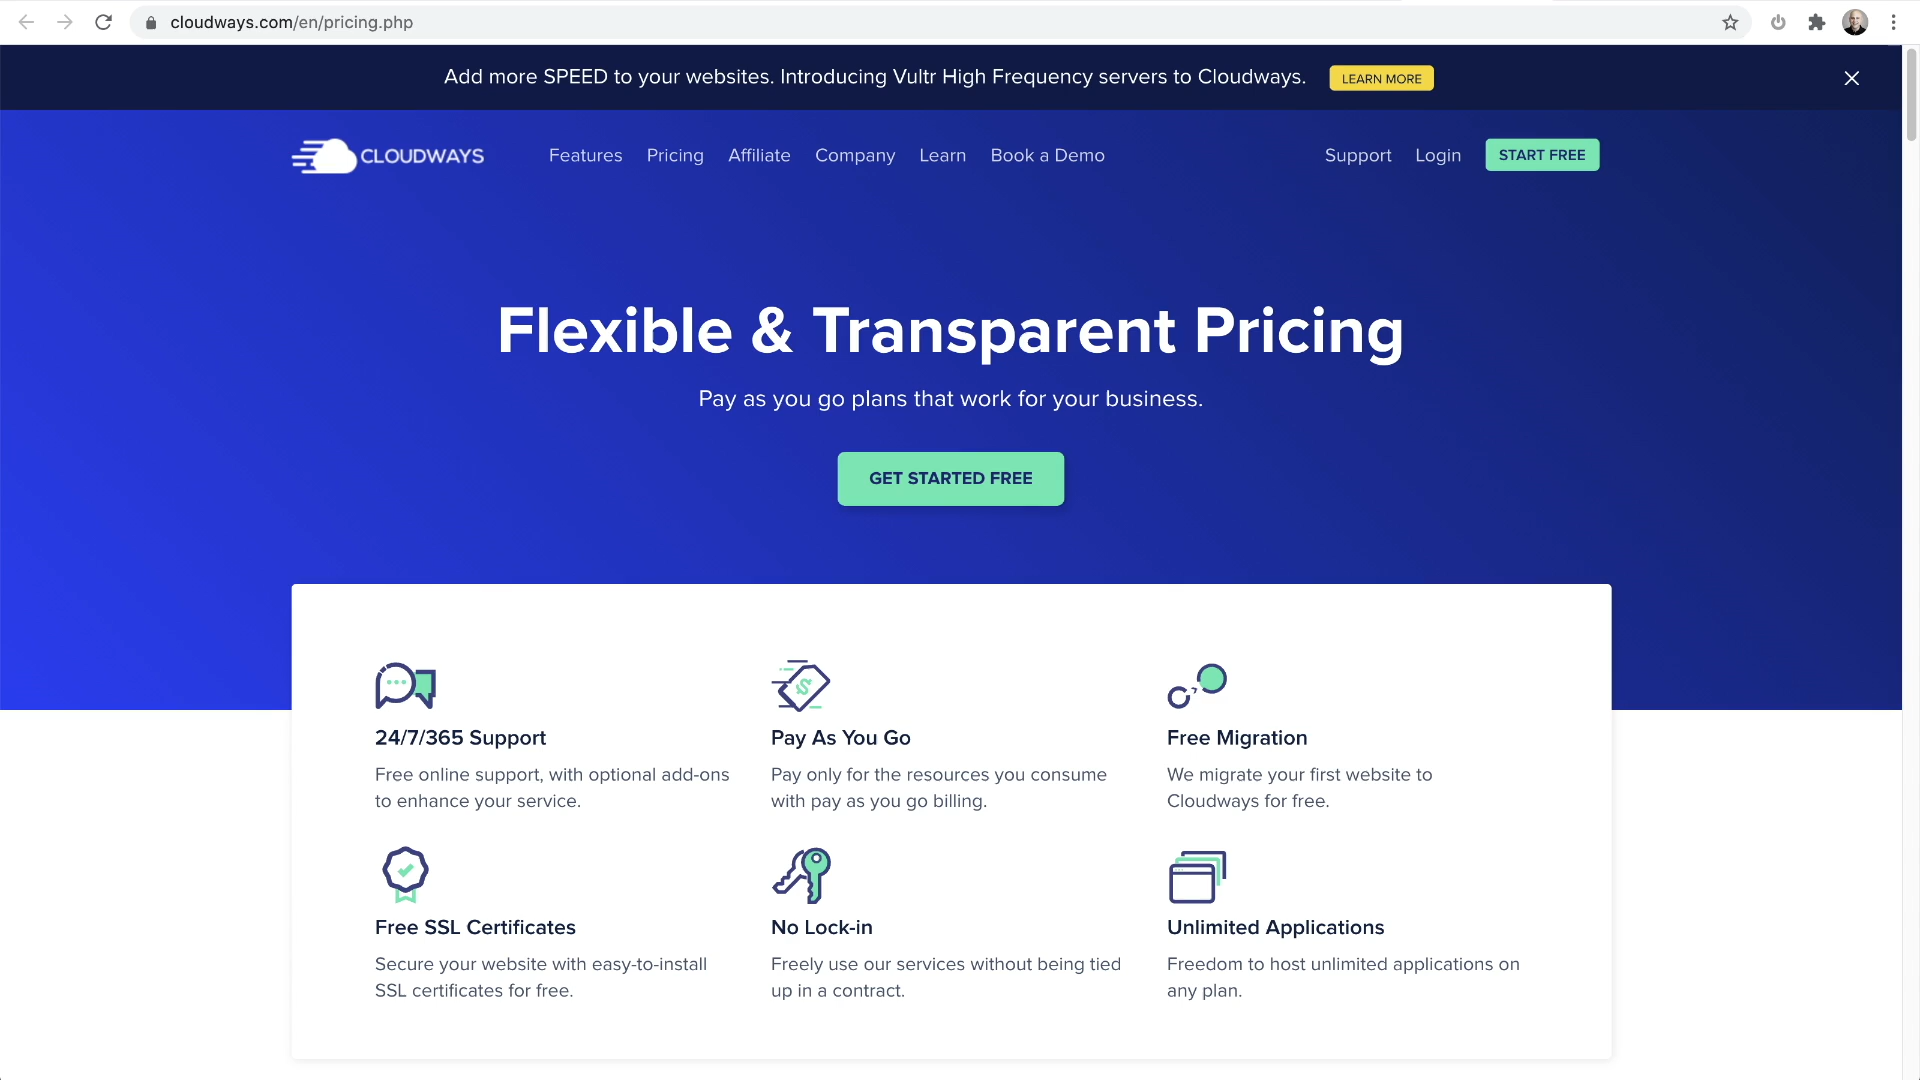 cloudways.com/en/pricing.php
Add more SPEED to your websites. Introducing Vultr High Frequency servers to Cloudways. LEARN MORE
CLOUDWAYS Features Pricing Affiliate Company Learn Book a Demo Support Login START FREE
Flexible & Transparent Pricing
Pay as you go plans that work for your business.
GET STARTED FREE
24/7/365 Support
Free online support, with optional add-ons
to enhance your service.
Pay As You Go
Pay only for the resources you consume
with pay as you go billing.
Free Migration
We migrate your first website to
Cloudways for free.
Free SSL Certificates
Secure your website with easy-to-install
SSL certificates for free.
No Lock-in
Freely use our services without being tied
up in a contract.
Unlimited Applications
Freedom to host unlimited applications on
any plan.